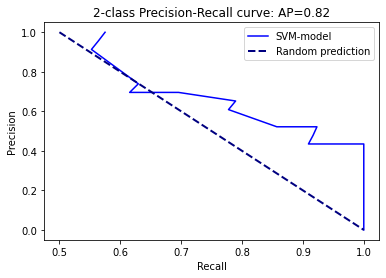 2-class Precision-Recall curve: AP=0.82
SVM-model
Random prediction
Precision
1.0
0.8
0.6
0.4
0.2
0.0
0.5 0.6 0.7 0.8 0.9 1.0
Recall